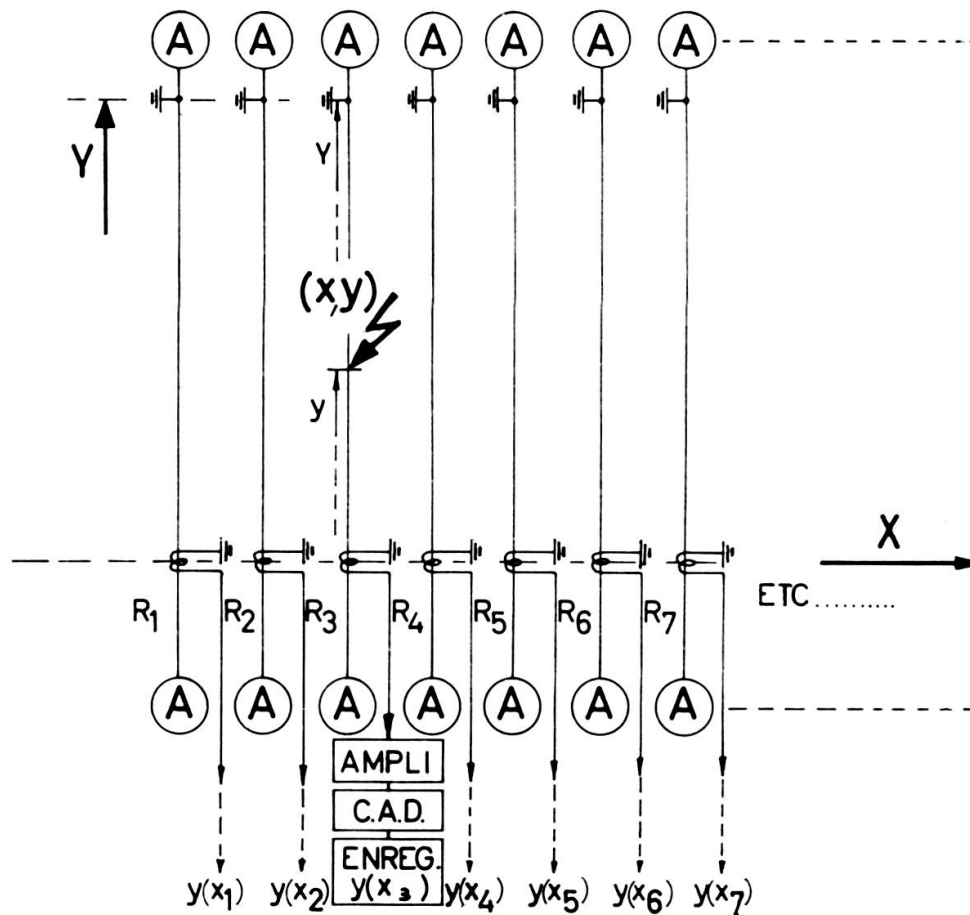 A A A A A A A
Y
Y
(x,y)
y
X
R1 R2 R3 R4 R5 R6 R7
ETC..........
A A A A A A A
AMPLI
C.A.D.
ENREG.
y(x1) y(x2) y(x3) y(x4) y(x5) y(x6) y(x7)